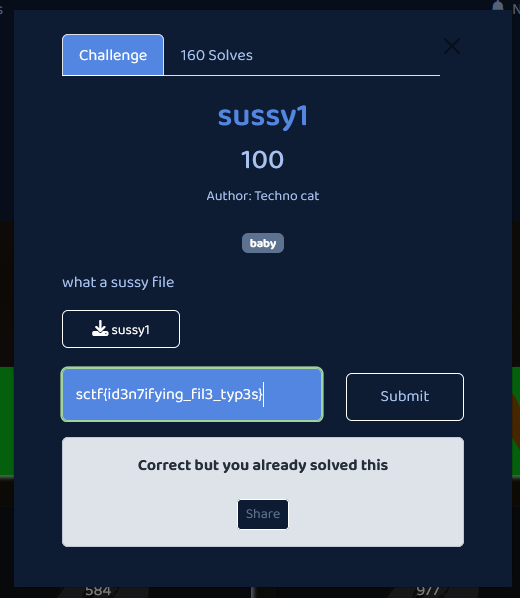 Challenge 160 Solves
sussy1
100
Author: Techno cat
baby
what a sussy file
sussy1
sctf{id3n7ifying_fil3_typ3s} Submit
Correct but you already solved this
Share
584 977